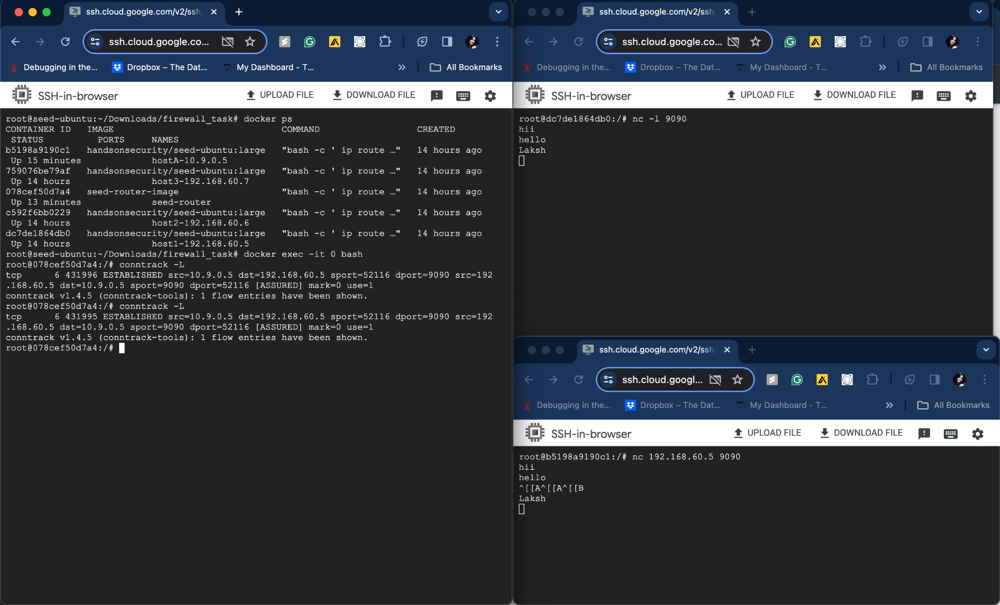 ssh.cloud.google.com/v2/ssh/
ssh.cloud.google.co...
Debugging in the... Dropbox – The Dat... My Dashboard - T... » All Bookmarks
SSH-in-browser UPLOAD FILE DOWNLOAD FILE
root@seed-ubuntu:~/Downloads/firewall_task# docker ps
CONTAINER ID   IMAGE                               COMMAND                  CREATED
 STATUS          PORTS     NAMES
b5198a9190c1   handsonsecurity/seed-ubuntu:large   "bash -c ' ip route …"   14 hours ago
 Up 15 minutes             hostA-10.9.0.5
759076be79af   handsonsecurity/seed-ubuntu:large   "bash -c ' ip route …"   14 hours ago
 Up 14 hours               host3-192.168.60.7
078cef50d7a4   seed-router-image                   "bash -c ' ip route …"   14 hours ago
 Up 13 minutes             seed-router
c592f6bb0229   handsonsecurity/seed-ubuntu:large   "bash -c ' ip route …"   14 hours ago
 Up 14 hours               host2-192.168.60.6
dc7de1864db0   handsonsecurity/seed-ubuntu:large   "bash -c ' ip route …"   14 hours ago
 Up 14 hours               host1-192.168.60.5
root@seed-ubuntu:~/Downloads/firewall_task# docker exec -it 0 bash
root@078cef50d7a4:/# conntrack -L
tcp      6 431996 ESTABLISHED src=10.9.0.5 dst=192.168.60.5 sport=52116 dport=9090 src=192
.168.60.5 dst=10.9.0.5 sport=9090 dport=52116 [ASSURED] mark=0 use=1
conntrack v1.4.5 (conntrack-tools): 1 flow entries have been shown.
root@078cef50d7a4:/# conntrack -L
tcp      6 431995 ESTABLISHED src=10.9.0.5 dst=192.168.60.5 sport=52116 dport=9090 src=192
.168.60.5 dst=10.9.0.5 sport=9090 dport=52116 [ASSURED] mark=0 use=1
conntrack v1.4.5 (conntrack-tools): 1 flow entries have been shown.
root@078cef50d7a4:/#
ssh.cloud.google.com/v2/ssh/
ssh.cloud.google.co...
Debugging in the... Dropbox – The Dat... My Dashboard - T... » All Bookmarks
SSH-in-browser UPLOAD FILE DOWNLOAD FILE
root@dc7de1864db0:/# nc -l 9090
hii
hello
Laksh
ssh.cloud.google.com/v2/ssh/
ssh.cloud.googl...
Debugging in the... Dropbox – The Dat... My Dashboard - T... » All Bookmarks
SSH-in-browser UPLOAD FILE DOWNLOAD FILE
root@b5198a9190c1:/# nc 192.168.60.5 9090
hii
hello
^[[A^[[A^[[B
Laksh